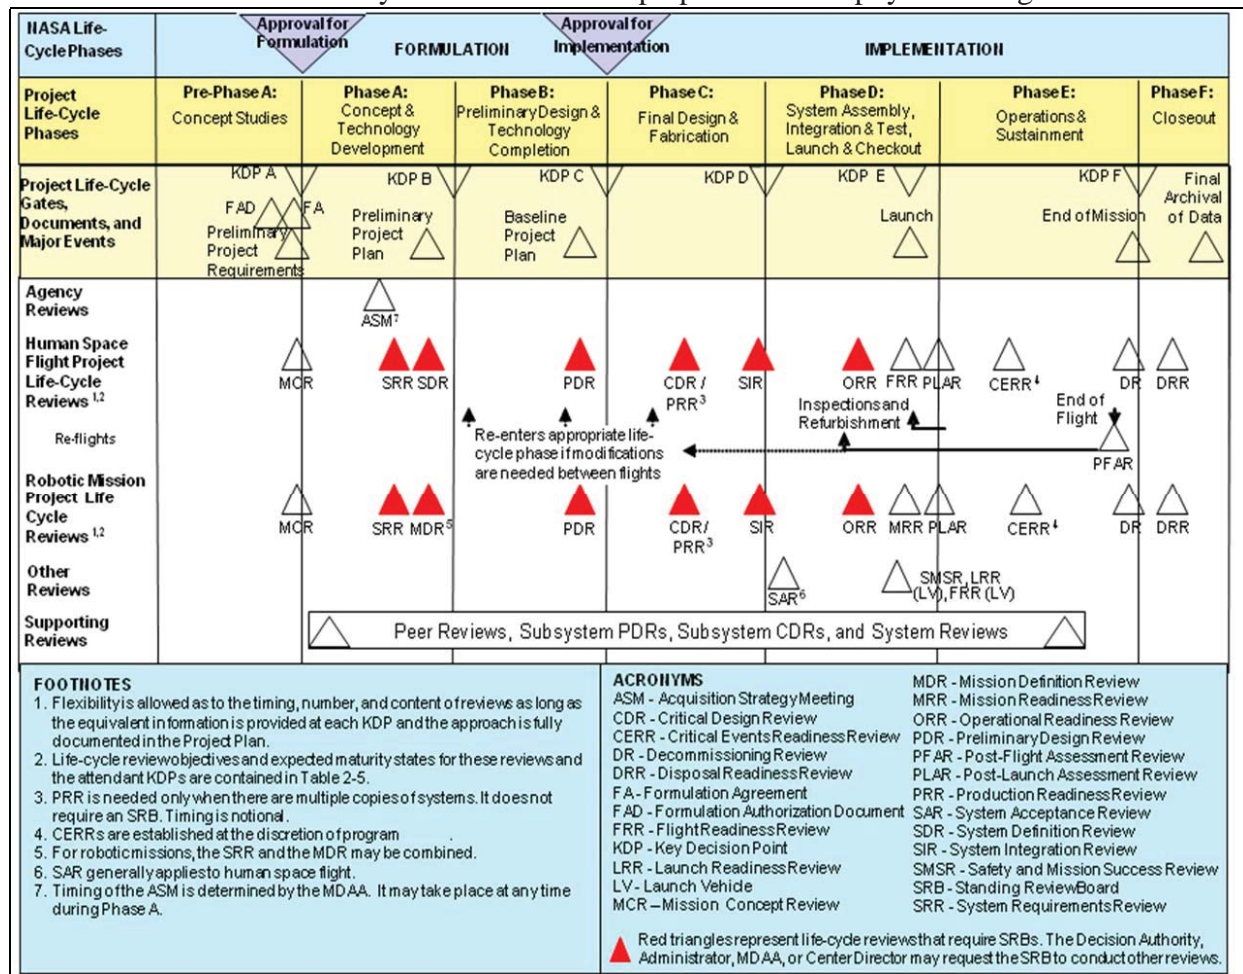 NASA Life-
Cycle Phases
Approval for
Formulation
FORMULATION
Approval for
Implementation
IMPLEMENTATION
Project
Life-Cycle
Phases
Pre-Phase A:
Concept Studies
Phase A:
Concept &
Technology
Development
Phase B:
Preliminary Design &
Technology
Completion
Phase C:
Final Design &
Fabrication
Phase D:
System Assembly,
Integration & Test,
Launch & Checkout
Phase E:
Operations &
Sustainment
Phase F:
Closeout
Project Life-Cycle
Gates,
Documents, and
Major Events
KDP A
KDP B
KDP C
KDP D
KDP E
KDP F
FAD
FA
Preliminary
Project
Requirements
Preliminary
Project
Plan
Baseline
Project
Plan
Launch
End of Mission
Final
Archival
of Data
Agency
Reviews
ASM7
Human Space
Flight Project
Life-Cycle
Reviews 1,2
MCR
SRR
SDR
PDR
CDR /
PRR3
SIR
ORR
FRR
PLAR
CERR4
DR
DRR
Re-flights
Re-enters appropriate life-
cycle phase if modifications
are needed between flights
Inspections and
Refurbishment
End of
Flight
PFAR
Robotic Mission
Project Life
Cycle
Reviews 1,2
MCR
SRR
MDR5
PDR
CDR/
PRR3
SIR
ORR
MRR
PLAR
CERR4
DR
DRR
Other
Reviews
SAR6
SMSR, LRR
(LV), FRR (LV)
Supporting
Reviews
Peer Reviews, Subsystem PDRs, Subsystem CDRs, and System Reviews
FOOTNOTES
1. Flexibility is allowed as to the timing, number, and content of reviews as long as
the equivalent information is provided at each KDP and the approach is fully
documented in the Project Plan.
2. Life-cycle review objectives and expected maturity states for these reviews and
the attendant KDPs are contained in Table 2-5.
3. PRR is needed only when there are multiple copies of systems. It does not
require an SRB. Timing is notional.
4. CERRs are established at the discretion of program .
5. For robotic missions, the SRR and the MDR may be combined.
6. SAR generally applies to human space flight.
7. Timing of the ASM is determined by the MDAA. It may take place at any time
during Phase A.
ACRONYMS
ASM - Acquisition Strategy Meeting
CDR - Critical Design Review
CERR - Critical Events Readiness Review
DR - Decommissioning Review
DRR - Disposal Readiness Review
FA - Formulation Agreement
FAD - Formulation Authorization Document
FRR - Flight Readiness Review
KDP - Key Decision Point
LRR - Launch Readiness Review
LV - Launch Vehicle
MCR – Mission Concept Review
MDR - Mission Definition Review
MRR - Mission Readiness Review
ORR - Operational Readiness Review
PDR - Preliminary Design Review
PFAR - Post-Flight Assessment Review
PLAR - Post-Launch Assessment Review
PRR - Production Readiness Review
SAR - System Acceptance Review
SDR - System Definition Review
SIR - System Integration Review
SMSR - Safety and Mission Success Review
SRB - Standing Review Board
SRR - System Requirements Review
Red triangles represent life-cycle reviews that require SRBs. The Decision Authority,
Administrator, MDAA, or Center Director may request the SRB to conduct other reviews.